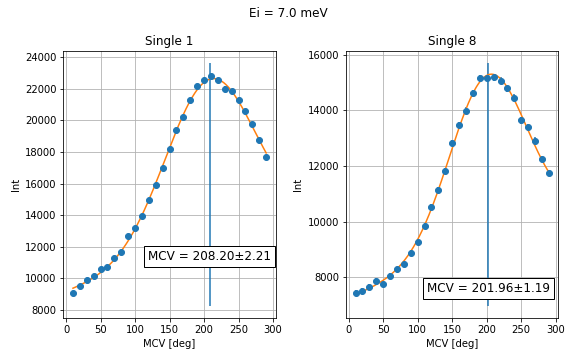 Ei = 7.0 meV
Single 1
24000
22000
20000
18000
16000
14000
12000
10000
8000
Int
MCV = 208.20±2.21
0 50 100 150 200 250 300
MCV [deg]
Single 8
16000
14000
12000
10000
8000
Int
MCV = 201.96±1.19
0 50 100 150 200 250 300
MCV [deg]